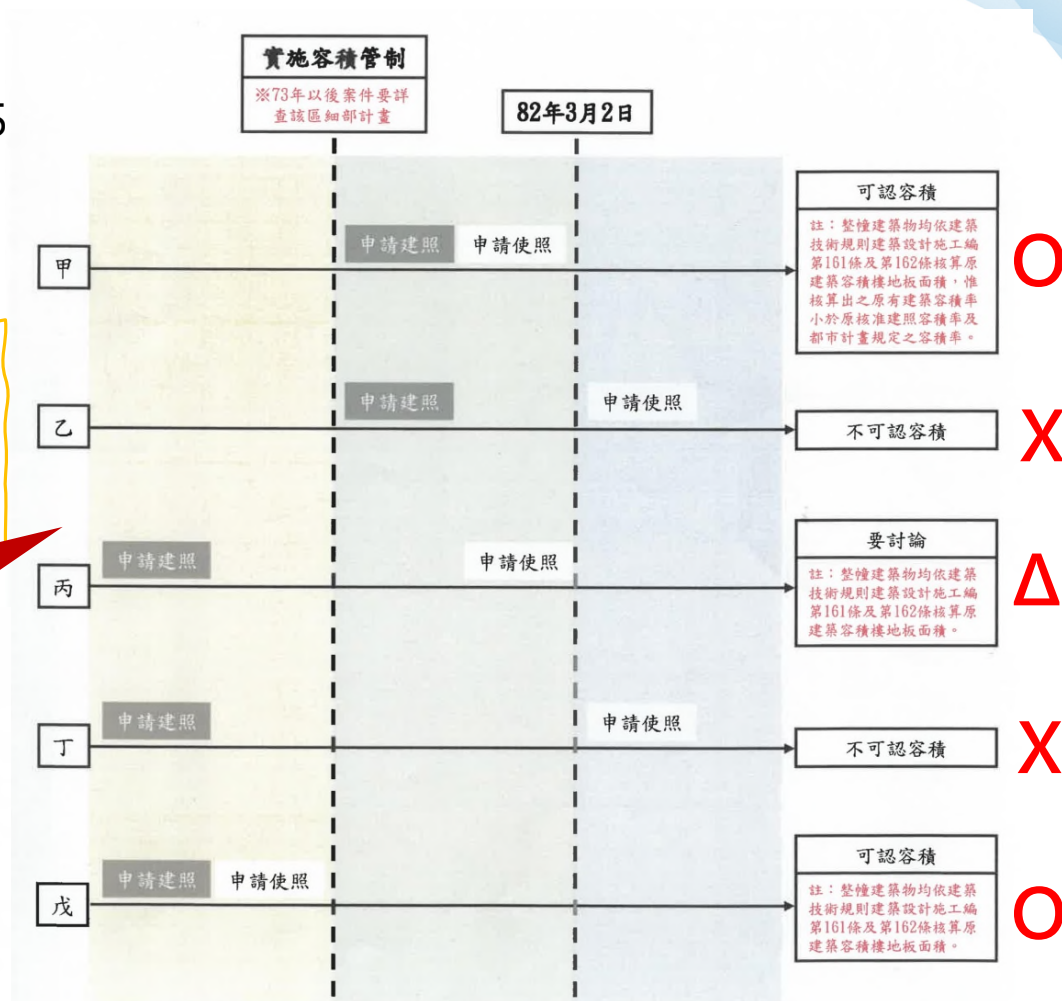 實施容積管制
※73年以後案件要詳
查該區細部計畫
82年3月2日
5
甲
申請建照
申請使照
可認容積
註：整幢建築物均依建築
技術規則建築設計施工編
第161條及第162條核算原
建築容積樓地板面積，惟
核算出之原有建築容積率
小於原核准建照容積率及
都市計畫規定之容積率。
O
乙
申請建照
申請使照
不可認容積
X
丙
申請建照
申請使照
要討論
註：整幢建築物均依建築
技術規則建築設計施工編
第161條及第162條核算原
建築容積樓地板面積。
Δ
丁
申請建照
申請使照
不可認容積
X
戊
申請建照
申請使照
可認容積
註：整幢建築物均依建築
技術規則建築設計施工編
第161條及第162條核算原
建築容積樓地板面積。
O